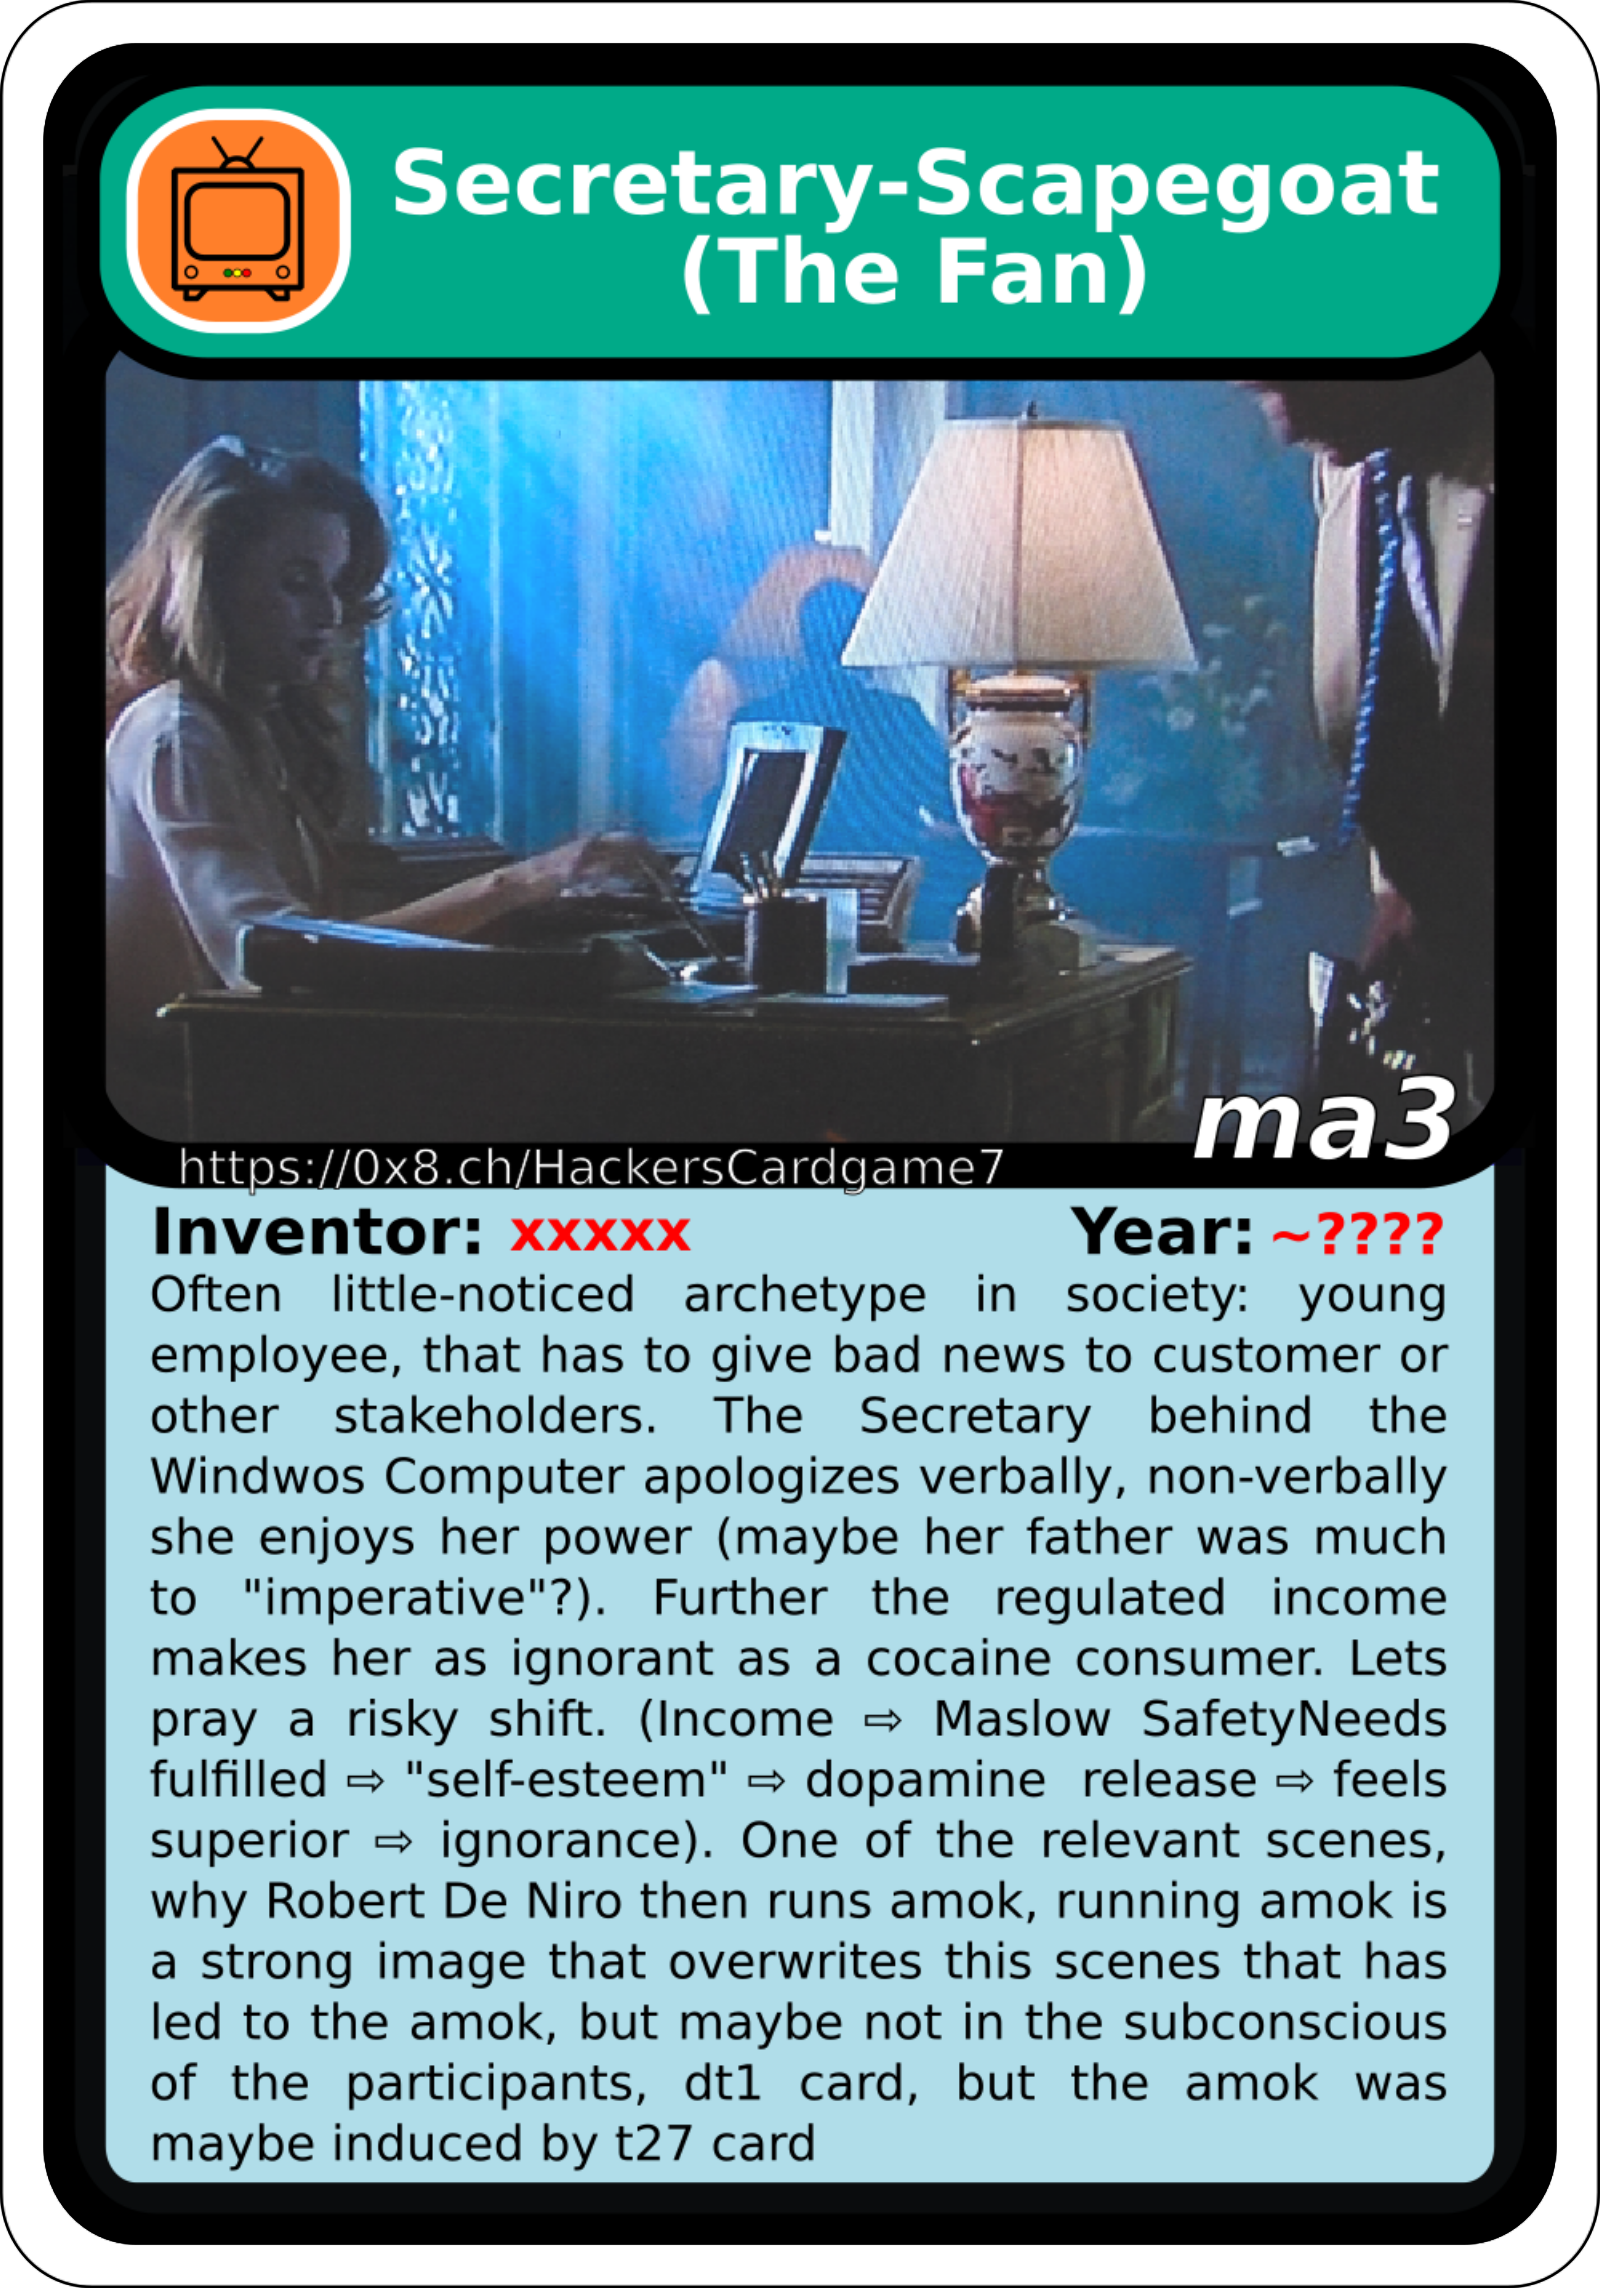 Secretary-Scapegoat
(The Fan)
ma3
https://0x8.ch/HackersCardgame7
Inventor: xxxxx Year: ~????
Often little-noticed archetype in society: young
employee, that has to give bad news to customer or
other stakeholders. The Secretary behind the
Windwos Computer apologizes verbally, non-verbally
she enjoys her power (maybe her father was much
to "imperative"?). Further the regulated income
makes her as ignorant as a cocaine consumer. Lets
pray a risky shift. (Income ⇨ Maslow SafetyNeeds
fulfilled ⇨ "self-esteem" ⇨ dopamine release ⇨ feels
superior ⇨ ignorance). One of the relevant scenes,
why Robert De Niro then runs amok, running amok is
a strong image that overwrites this scenes that has
led to the amok, but maybe not in the subconscious
of the participants, dt1 card, but the amok was
maybe induced by t27 card